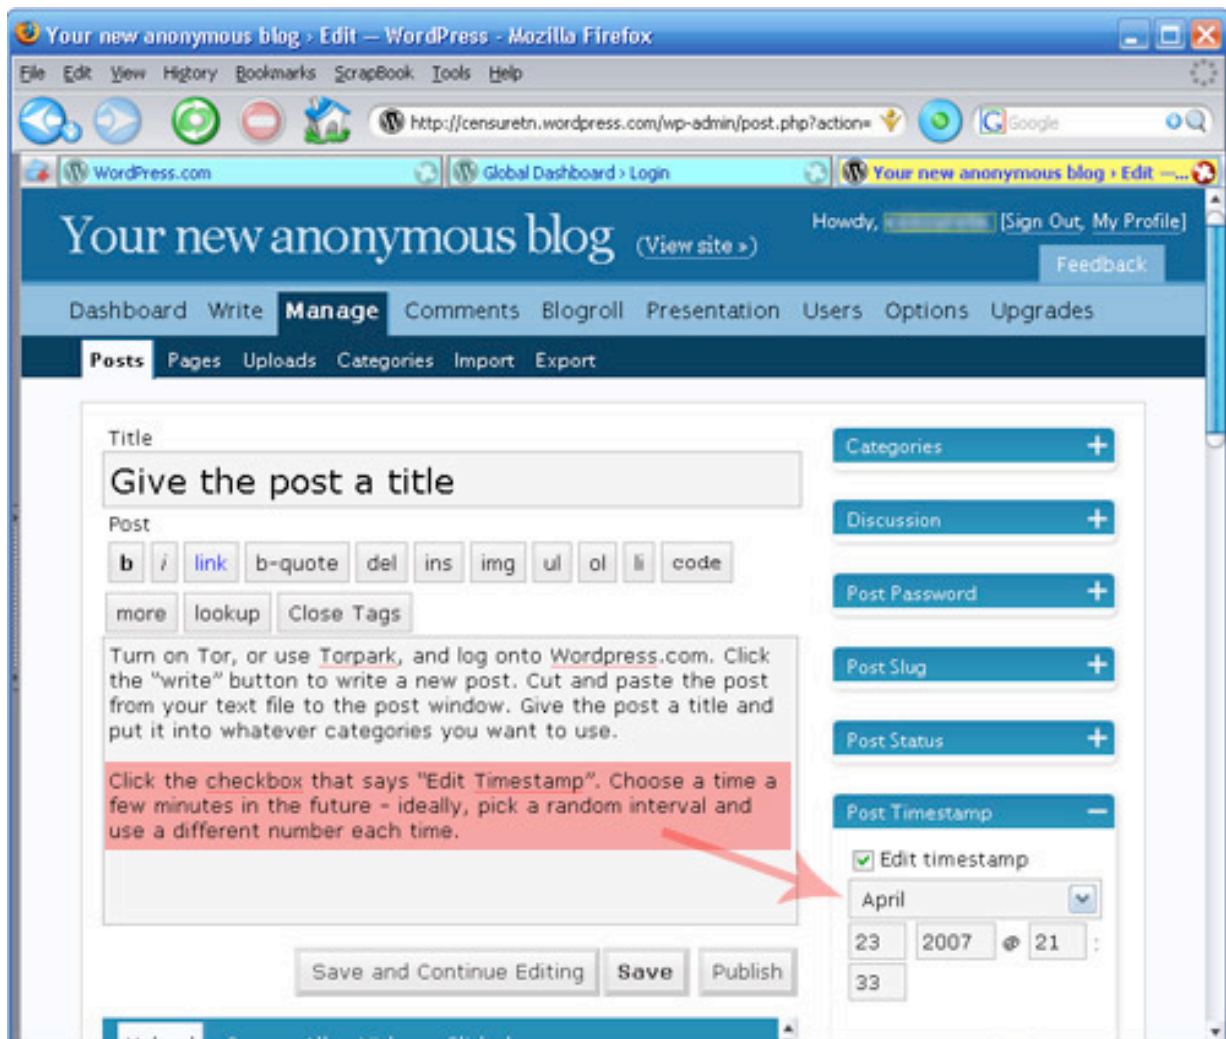 Your new anonymous blog › Edit — WordPress - Mozilla Firefox
File Edit View History Bookmarks ScrapBook Tools Help
http://censuretn.wordpress.com/wp-admin/post.php?action= Google
WordPress.com Global Dashboard › Login Your new anonymous blog › Edit —...
Your new anonymous blog (View site ») Howdy, [Sign Out, My Profile]
Feedback
Dashboard Write Manage Comments Blogroll Presentation Users Options Upgrades
Posts Pages Uploads Categories Import Export
Title
Give the post a title
Post
b i link b-quote del ins img ul ol li code
more lookup Close Tags
Turn on Tor, or use Torpark, and log onto Wordpress.com. Click
the "write" button to write a new post. Cut and paste the post
from your text file to the post window. Give the post a title and
put it into whatever categories you want to use.
Click the checkbox that says "Edit Timestamp". Choose a time a
few minutes in the future - ideally, pick a random interval and
use a different number each time.
Save and Continue Editing Save Publish
Categories
Discussion
Post Password
Post Slug
Post Status
Post Timestamp
Edit timestamp
April
23 2007 @ 21 :
33